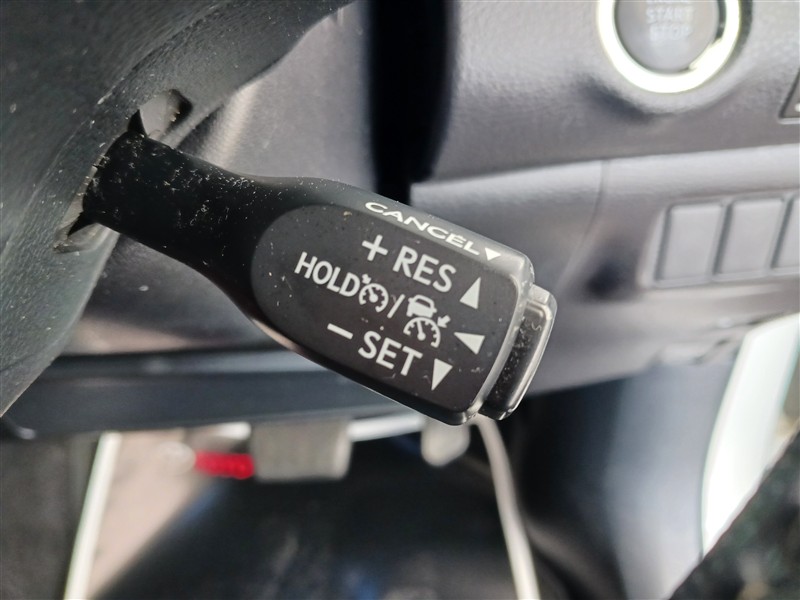 START
STOP
CANCEL
+ RES
HOLD /
− SET